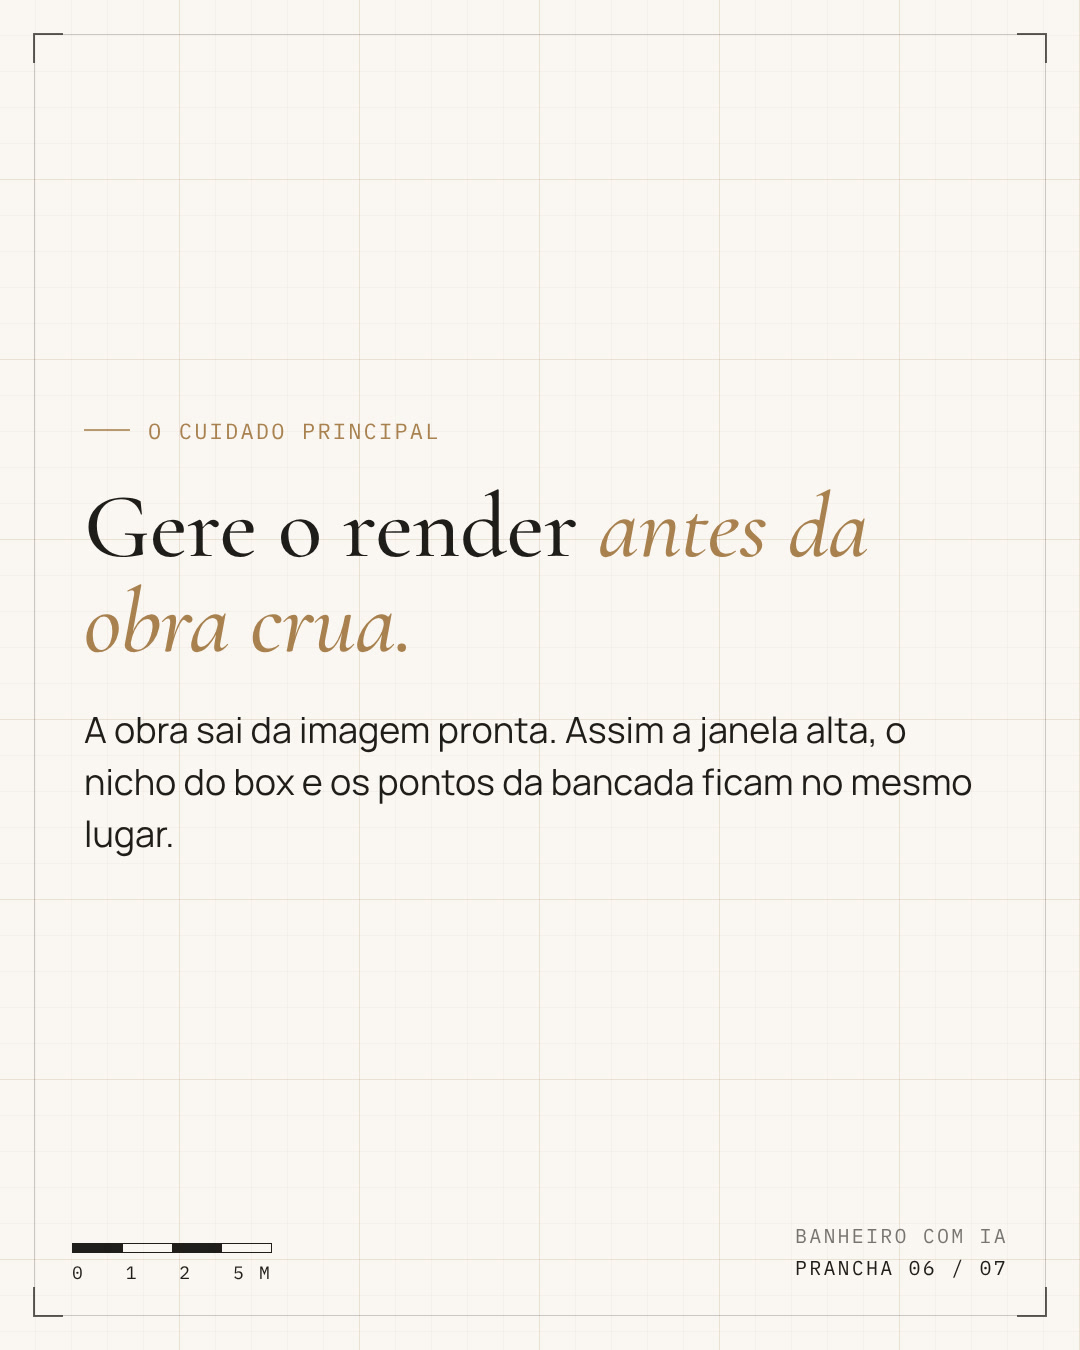 O CUIDADO PRINCIPAL
Gere o render antes da
obra crua.
A obra sai da imagem pronta. Assim a janela alta, o
nicho do box e os pontos da bancada ficam no mesmo
lugar.
0 1 2 5 M
BANHEIRO COM IA
PRANCHA 06 / 07